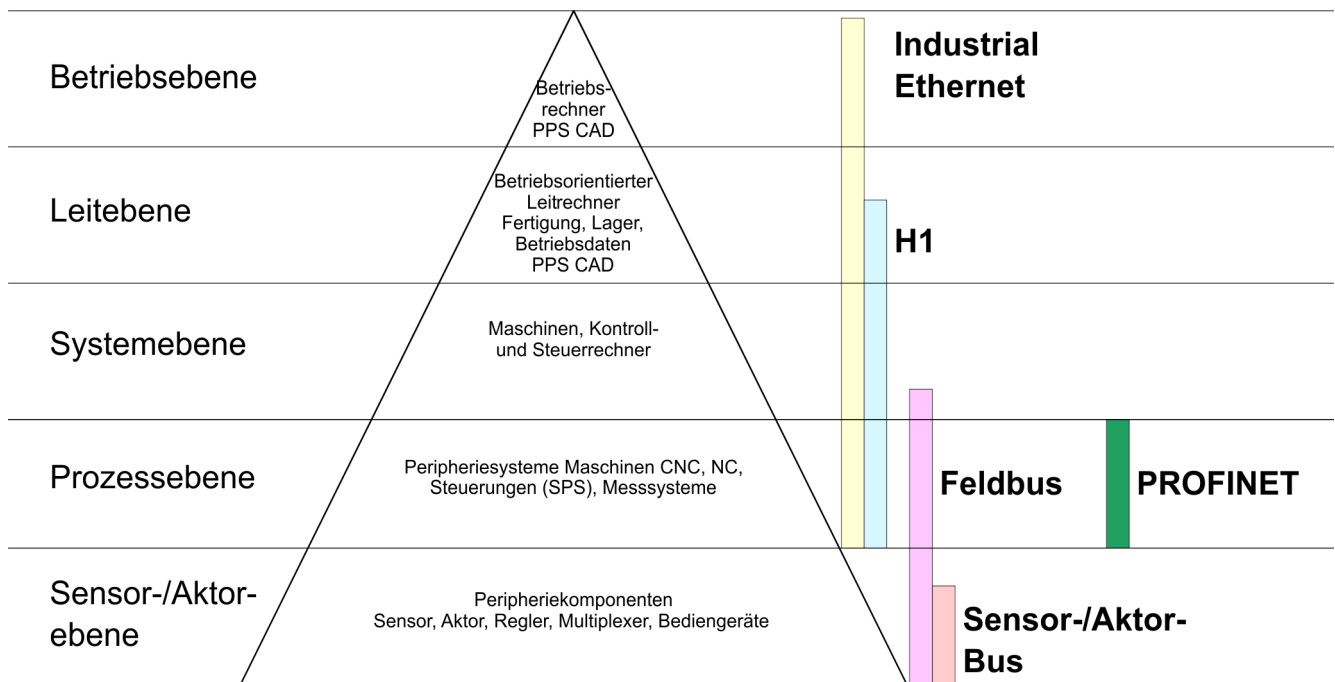 Betriebsebene
Betriebs-
rechner
PPS CAD
Industrial
Ethernet
Leitebene
Betriebsorientierter
Leitrechner
Fertigung, Lager,
Betriebsdaten
PPS CAD
H1
Systemebene
Maschinen, Kontroll-
und Steuerrechner
Prozessebene
Peripheriesysteme Maschinen CNC, NC,
Steuerungen (SPS), Messsysteme
Feldbus
PROFINET
Sensor-/Aktor-
ebene
Peripheriekomponenten
Sensor, Aktor, Regler, Multiplexer, Bediengeräte
Sensor-/Aktor-
Bus